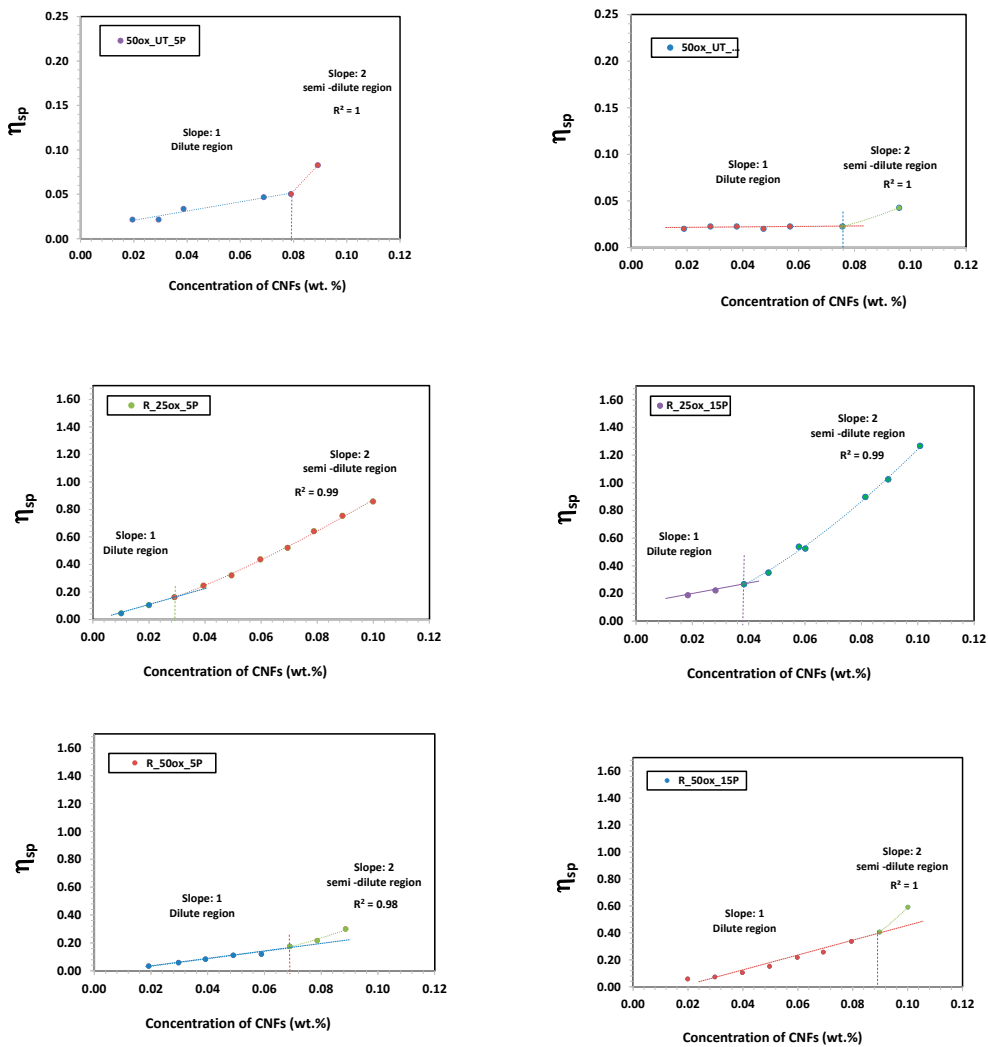 50ox_UT_5P
0.25
0.20
0.15
0.10
0.05
0.00
ηsp
Slope: 2
semi -dilute region
R² = 1
Slope: 1
Dilute region
0.00 0.02 0.04 0.06 0.08 0.10 0.12
Concentration of CNFs (wt. %)
50ox_UT_...
0.25
0.20
0.15
0.10
0.05
0.00
ηsp
Slope: 2
semi -dilute region
R² = 1
Slope: 1
Dilute region
0.00 0.02 0.04 0.06 0.08 0.10 0.12
Concentration of CNFs (wt. %)
R_25ox_5P
1.60
1.40
1.20
1.00
0.80
0.60
0.40
0.20
0.00
ηsp
Slope: 2
semi -dilute region
R² = 0.99
Slope: 1
Dilute region
0.00 0.02 0.04 0.06 0.08 0.10 0.12
Concentration of CNFs (wt.%)
R_25ox_15P
1.60
1.40
1.20
1.00
0.80
0.60
0.40
0.20
0.00
ηsp
Slope: 2
semi -dilute region
R² = 0.99
Slope: 1
Dilute region
0.00 0.02 0.04 0.06 0.08 0.10 0.12
Concentration of CNFs (wt.%)
R_50ox_5P
1.60
1.40
1.20
1.00
0.80
0.60
0.40
0.20
0.00
ηsp
Slope: 2
semi -dilute region
R² = 0.98
Slope: 1
Dilute region
0.00 0.02 0.04 0.06 0.08 0.10 0.12
Concentration of CNFs (wt.%)
R_50ox_15P
1.60
1.40
1.20
1.00
0.80
0.60
0.40
0.20
0.00
ηsp
Slope: 2
semi -dilute region
R² = 1
Slope: 1
Dilute region
0.00 0.02 0.04 0.06 0.08 0.10 0.12
Concentration of CNFs (wt.%)